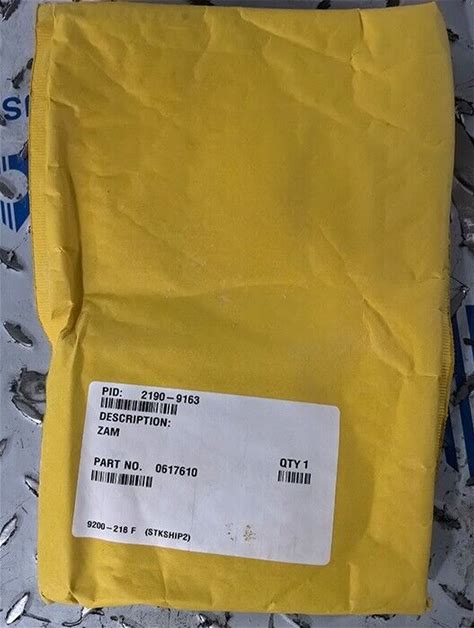 PID: 2190-9163
DESCRIPTION:
ZAM
PART NO. 0617610 QTY 1
9200-218 F (STKSHIP2)